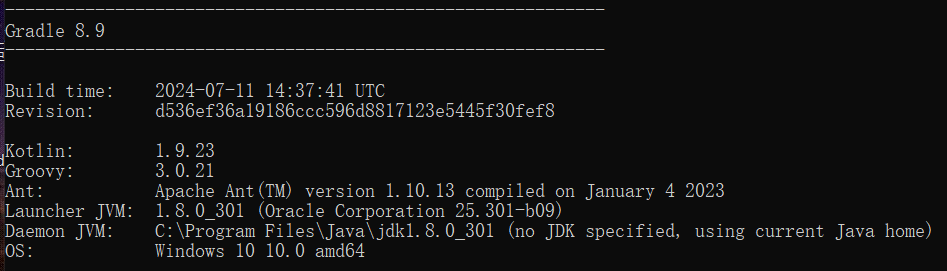 ------------------------------------------------------------
Gradle 8.9
------------------------------------------------------------
Build time:    2024-07-11 14:37:41 UTC
Revision:      d536ef36a19186ccc596d8817123e5445f30fef8
Kotlin:        1.9.23
Groovy:        3.0.21
Ant:           Apache Ant(TM) version 1.10.13 compiled on January 4 2023
Launcher JVM:  1.8.0_301 (Oracle Corporation 25.301-b09)
Daemon JVM:    C:\Program Files\Java\jdk1.8.0_301 (no JDK specified, using current Java home)
OS:            Windows 10 10.0 amd64